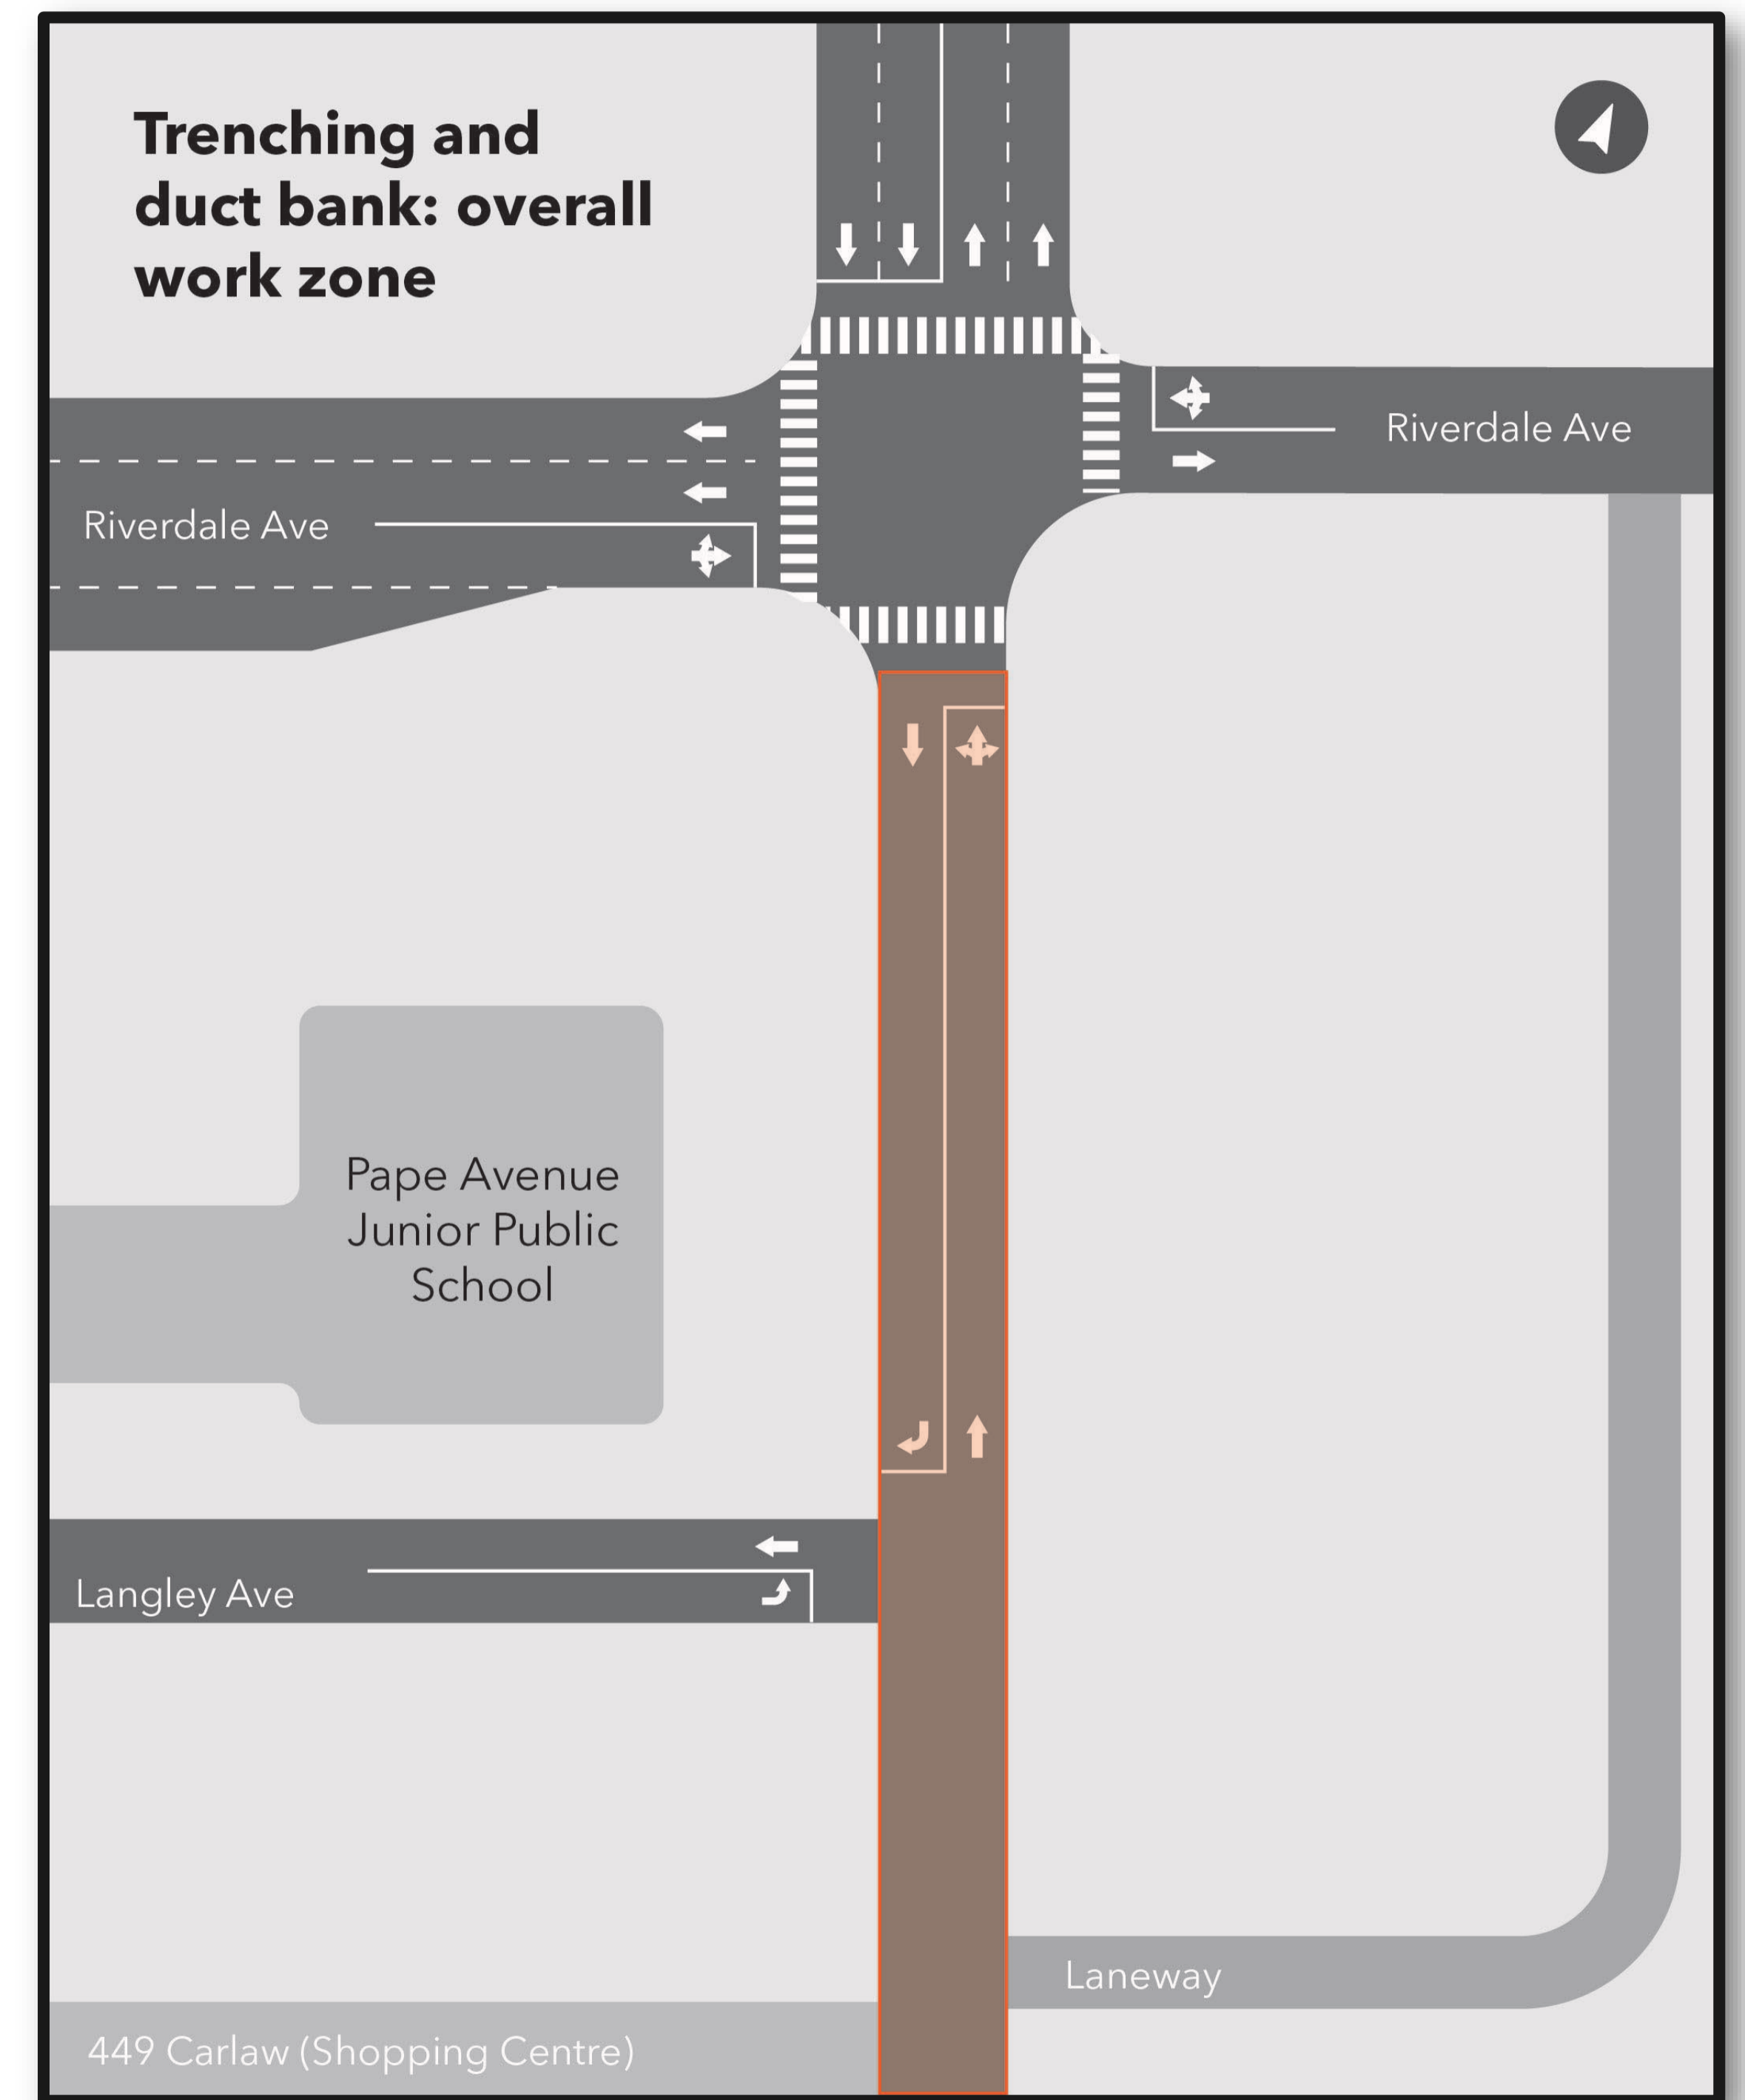 Trenching and
duct bank: overall
work zone
Riverdale Ave
Riverdale Ave
Pape Avenue
Junior Public
School
Langley Ave
Laneway
449 Carlaw (Shopping Centre)